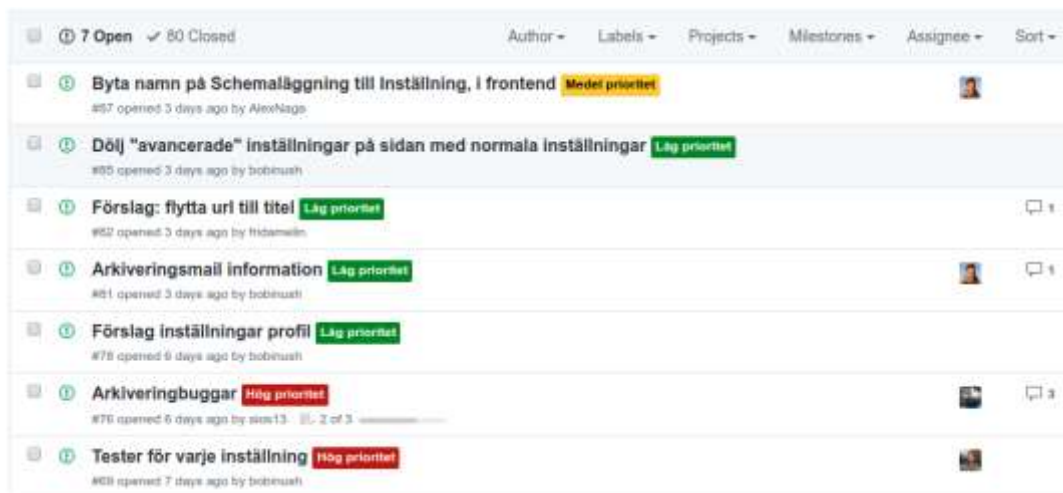 7 Open 80 Closed Author Labels Projects Milestones Assignee Sort
Byta namn på Schemaläggning till Inställning, i frontend Medel prioritet
#87 opened 3 days ago by AlexNags
Dölj "avancerade" inställningar på sidan med normala inställningar Låg prioritet
#85 opened 3 days ago by bobinush
Förslag: flytta url till titel Låg prioritet 1
#82 opened 3 days ago by fridamelin
Arkiveringsmail information Låg prioritet 1
#81 opened 3 days ago by bobinush
Förslag inställningar profil Låg prioritet
#78 opened 6 days ago by bobinush
Arkiveringbuggar Hög prioritet 3
#76 opened 6 days ago by sios13 2 of 3
Tester för varje inställning Hög prioritet
opened 7 days ago by bobinush